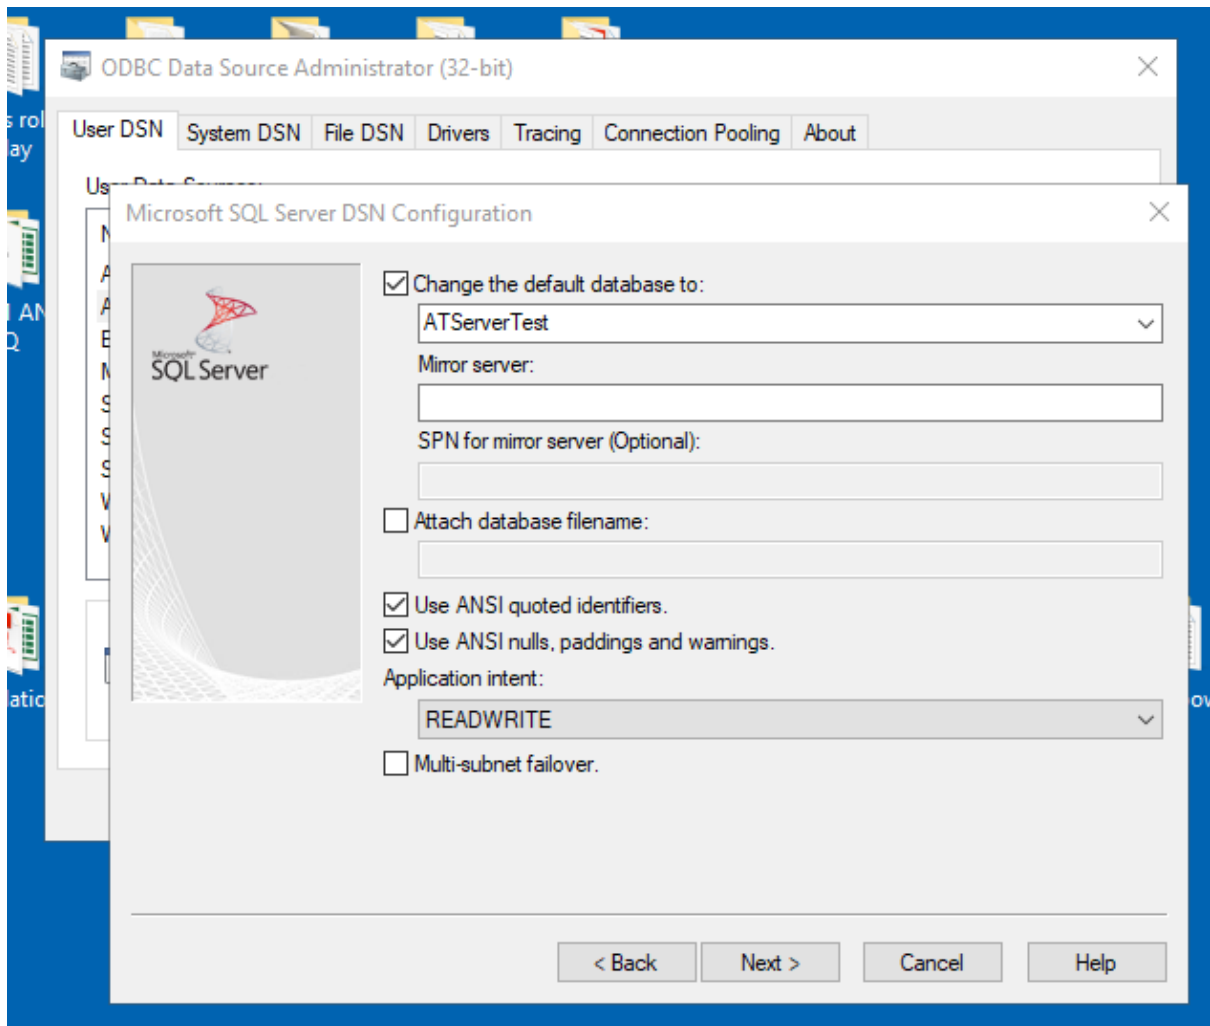 ODBC Data Source Administrator (32-bit)
User DSN System DSN File DSN Drivers Tracing Connection Pooling About
Microsoft SQL Server DSN Configuration
Change the default database to:
ATServerTest
Mirror server:
SPN for mirror server (Optional):
Attach database filename:
Use ANSI quoted identifiers.
Use ANSI nulls, paddings and warnings.
Application intent:
READWRITE
Multi-subnet failover.
Microsoft
SQL Server
< Back Next > Cancel Help